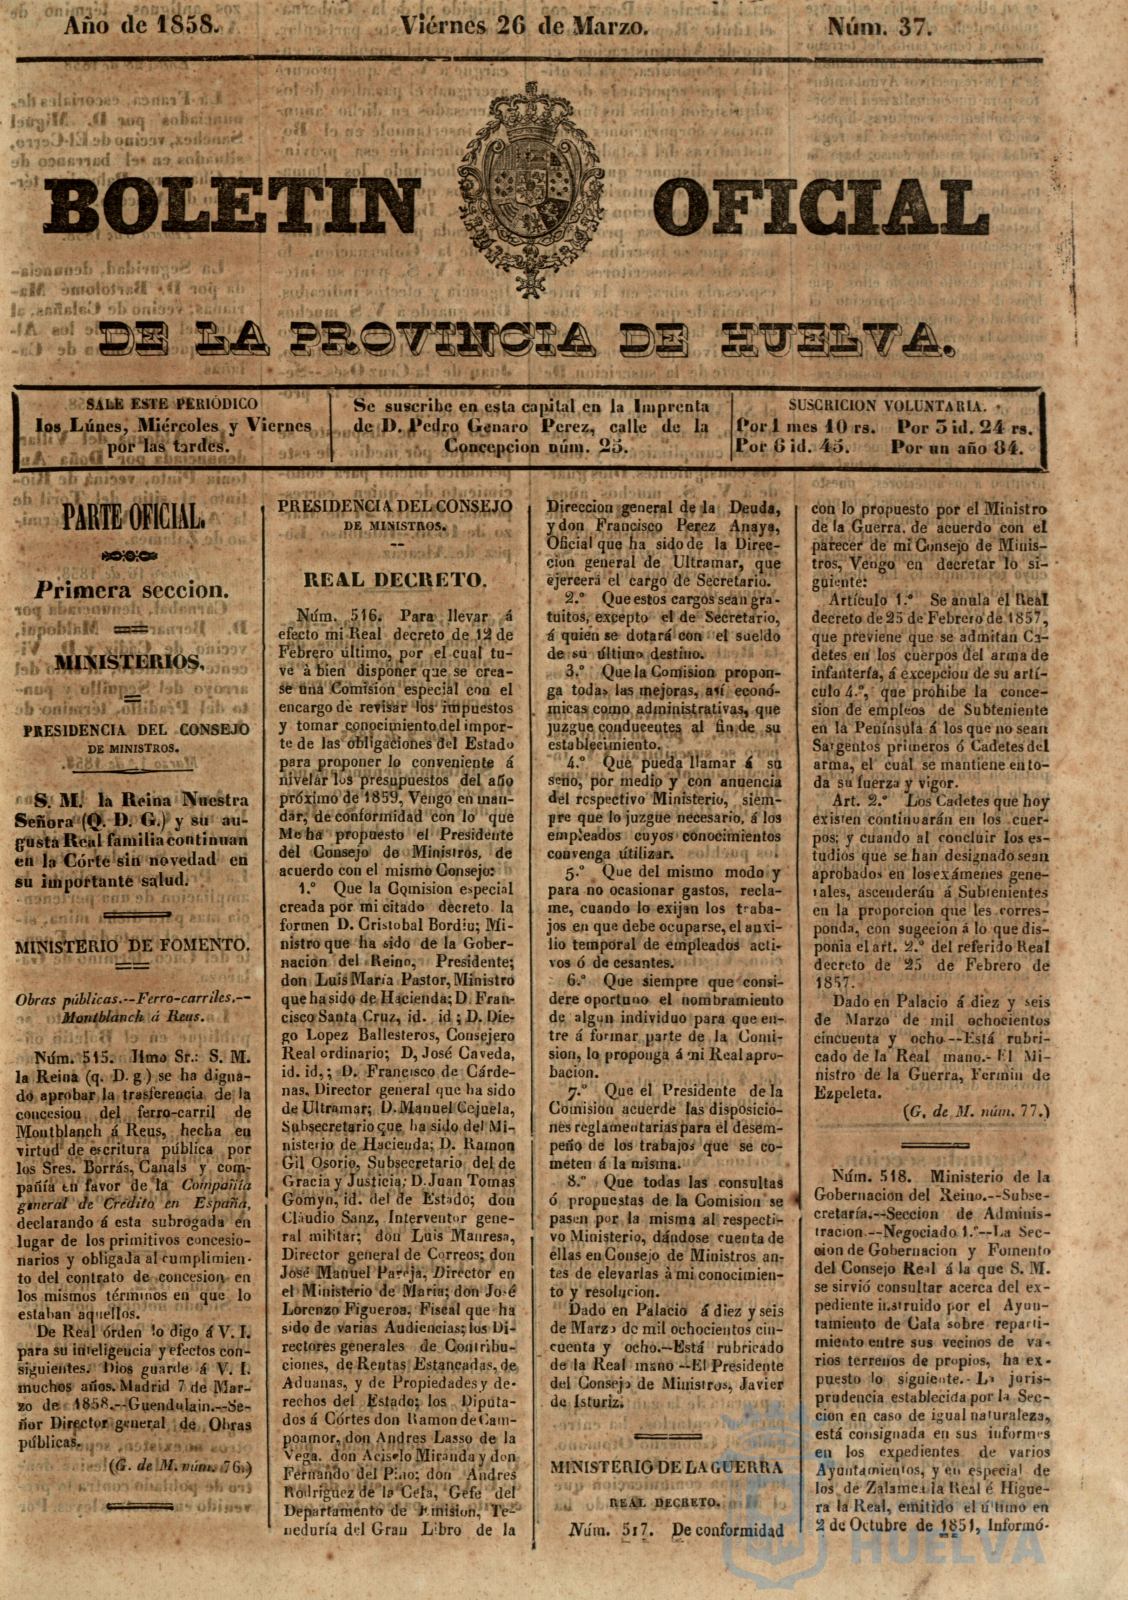 Año de 1858.
Viérnes 26 de Marzo.
Núm. 37.
BOLETIN OFICIAL
DE LA PROVINCIA DE HUELVA.
SALE ESTE PERIÓDICO
los Lúnes, Miércoles y Viernes
por las tardes.
Se suscribe en esta capital en la Imprenta
de D. Pedro Genaro Perez, calle de la
Concepcion núm. 25.
SUSCRICION VOLUNTARIA.
Por 1 mes 10 rs. Por 3 id. 24 rs.
Por 6 id. 45. Por un año 84.
PARTE OFICIAL.
Primera seccion.
MINISTERIOS.
PRESIDENCIA DEL CONSEJO
DE MINISTROS.
S. M. la Reina Nuestra
Señora (Q. D. G.) y su au-
gusta Real familia continuan
en la Córte sin novedad en
su importante salud.
MINISTERIO DE FOMENTO.
Obras públicas.--Ferro-carriles.--
Montblanch á Reus.
Núm. 515. Ilmo Sr.: S. M.
la Reina (q. D. g) se ha digna-
do aprobar la trasferencia de la
concesion del ferro-carril de
Montblanch á Reus, hecha en
virtud de escritura pública por
los Sres. Borrás, Canals y com-
pañía en favor de la Compañía
general de Crédito en España,
declarando á esta subrogada en
lugar de los primitivos concesio-
narios y obligada al cumplimien-
to del contrato de concesion en
los mismos términos en que lo
estaban aquellos.
De Real órden lo digo á V. I.
para su inteligencia y efectos con-
siguientes. Dios guarde á V. I.
muchos años. Madrid 7 de Mar-
zo de 1858.--Guendulain.--Se-
ñor Director general de Obras
públicas.
(G. de M. núm. 76.)
PRESIDENCIA DEL CONSEJO
DE MINISTROS.
REAL DECRETO.
Núm. 516. Para llevar á
efecto mi Real decreto de 12 de
Febrero último, por el cual tu-
ve á bien disponer que se crea-
se una Comision especial con el
encargo de revisar los impuestos
y tomar conocimiento del impor-
te de las obligaciones del Estado
para proponer lo conveniente á
nivelar los presupuestos del año
próximo de 1859, Vengo en man-
dar, de conformidad con lo que
Me ha propuesto el Presidente
del Consejo de Ministros, de
acuerdo con el mismo Consejo:
1.º Que la Comision especial
creada por mi citado decreto la
formen D. Cristobal Bordiu; Mi-
nistro que ha sido de la Gober-
nacion del Reino, Presidente;
don Luis María Pastor, Ministro
que ha sido de Hacienda; D. Fran-
cisco Santa Cruz, id. id; D. Die-
go Lopez Ballesteros, Consejero
Real ordinario; D, José Caveda,
id. id,; D. Francisco de Cárde-
nas, Director general que ha sido
de Ultramar; D. Manuel Cejuela,
Subsecretario que ha sido del Mi-
nisterio de Hacienda; D. Ramon
Gil Osorio, Subsecretario del de
Gracia y Justicia; D. Juan Tomas
Comyn, id. del de Estado; don
Claudio Sanz, Interventor gene-
ral militar; don Luis Manresa,
Director general de Correos; don
José Manuel Pareja, Director en
el Ministerio de Maria; don José
Lorenzo Figueroa, Fiscal que ha
sido de varias Audiencias; los Di-
rectores generales de Contribu-
ciones, de Rentas Estancadas, de
Aduanas, y de Propiedades y de-
rechos del Estado; los Diputa-
dos á Córtes don Ramon de Cam-
poamor, don Andres Lasso de la
Vega, don Acisclo Miranda y don
Fernando del Pino; don Andres
Rodríguez de la Cela, Gefe del
Departamento de Emision, Te-
neduría del Gran Libro de la
Direccion general de la Deuda,
y don Francisco Perez Anaya,
Oficial que ha sido de la Direc-
cion general de Ultramar, que
ejercerá el cargo de Secretario.
2.º Que estos cargos sean gra-
tuitos, excepto el de Secretario,
á quien se dotará con el sueldo
de su último destino.
3.º Que la Comision propon-
ga todas las mejoras, así econó-
micas como administrativas, que
juzgue conducentes al fin de su
establecimiento.
4.º Que pueda llamar á su
seno, por medio y con anuencia
del respectivo Ministerio, siem-
pre que lo juzgue necesario, á los
empleados cuyos conocimientos
convenga útilizar.
5.º Que del mismo modo y
para no ocasionar gastos, recla-
me, cuando lo exijan los traba-
jos en que debe ocuparse, el auxi-
lio temporal de empleados acti-
vos ó de cesantes.
6.º Que siempre que consi-
dere oportuno el nombramiento
de algun individuo para que en-
tre á formar parte de la Comi-
sion, lo proponga á mi Real apro-
bacion.
7.º Que el Presidente de la
Comision acuerde las disposicio-
nes reglamentarias para el desem-
peño de los trabajos que se co-
meten á la misma.
8.º Que todas las consultas
ó propuestas de la Comision se
pasen por la misma al respecti-
vo Ministerio, dándose cuenta de
ellas en Consejo de Ministros an-
tes de elevarlas á mi conocimien-
to y resolucion.
Dado en Palacio á diez y seis
de Marzo de mil ochocientos cin-
cuenta y ocho.--Está rubricado
de la Real mano --El Presidente
del Consejo de Ministros, Javier
de Isturiz.
MINISTERIO DE LA GUERRA
REAL DECRETO.
Núm. 517. De conformidad
con lo propuesto por el Ministro
de la Guerra, de acuerdo con el
parecer de mi Consejo de Minis-
tros, Vengo en decretar lo si-
guiente:
Artículo 1.º Se anula el Real
decreto de 25 de Febrero de 1857,
que previene que se admitan Ca-
detes en los cuerpos del arma de
infantería, á excepcion de su artí-
culo 4.º, que prohibe la conce-
sion de empleos de Subteniente
en la Península á los que no sean
Sargentos primeros ó Cadetes del
arma, el cual se mantiene en to-
da su fuerza y vigor.
Art. 2.º Los Cadetes que hoy
existen continuarán en los cuer-
pos; y cuando al concluir los es-
tudios que se han designado sean
aprobados en los exámenes gene-
rales, ascenderán á Subtenientes
en la proporcion que les corres-
ponda, con sugecion á lo que dis-
ponia el art. 2.º del referido Real
decreto de 25 de Febrero de
1857.
Dado en Palacio á diez y seis
de Marzo de mil ochocientos
cincuenta y ocho--Está rubri-
cado de la Real mano.- El Mi-
nistro de la Guerra, Fermin de
Ezpeleta.
(G. de M. núm. 77.)
Núm. 518. Ministerio de la
Gobernacion del Reino.--Subse-
cretaría.--Seccion de Adminis-
tracion.--Negociado 1.º--La Sec-
cion de Gobernacion y Fomento
del Consejo Real á la que S. M.
se sirvió consultar acerca del ex-
pediente instruido por el Ayun-
tamiento de Cala sobre reparti-
miento entre sus vecinos de va-
rios terrenos de propios, ha ex-
puesto lo siguiente.- La juris-
prudencia establecida por la Sec-
cion en caso de igual naturaleza,
está consignada en sus informes
en los expedientes de varios
Ayuntamientos, y en especial de
los de Zalamea la Real é Higue-
ra la Real, emitido el último en
2 de Octubre de 1851, Informó-
HUELVA